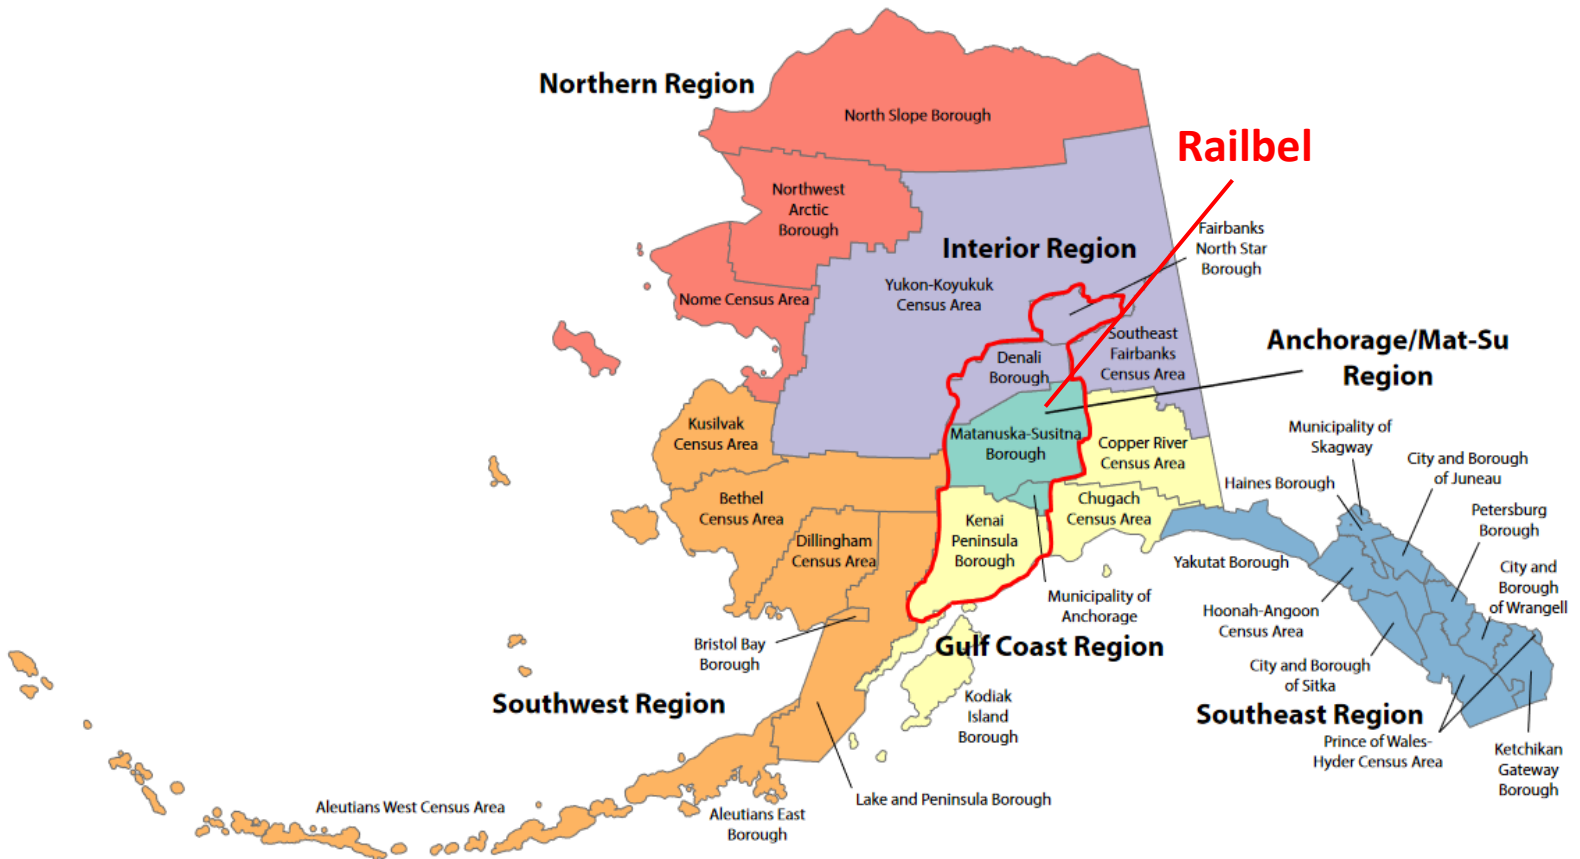 Northern Region
North Slope Borough
Railbel
Northwest
Arctic
Borough
Fairbanks
North Star
Borough
Interior Region
Yukon-Koyukuk
Census Area
Nome Census Area
Southeast
Fairbanks
Census Area
Anchorage/Mat-Su
Region
Denali
Borough
Kusilvak
Census Area
Matanuska-Susitna
Borough
Copper River
Census Area
Municipality of
Skagway
City and Borough
of Juneau
Haines Borough
Bethel
Census Area
Chugach
Census Area
Petersburg
Borough
Kenai
Peninsula
Borough
Dillingham
Census Area
Yakutat Borough
City and
Borough
of Wrangell
Municipality of
Anchorage
Hoonah-Angoon
Census Area
Bristol Bay
Borough
Gulf Coast Region
City and Borough
of Sitka
Southwest Region
Kodiak
Island
Borough
Southeast Region
Prince of Wales-
Hyder Census Area
Ketchikan
Gateway
Borough
Lake and Peninsula Borough
Aleutians West Census Area
Aleutians East
Borough